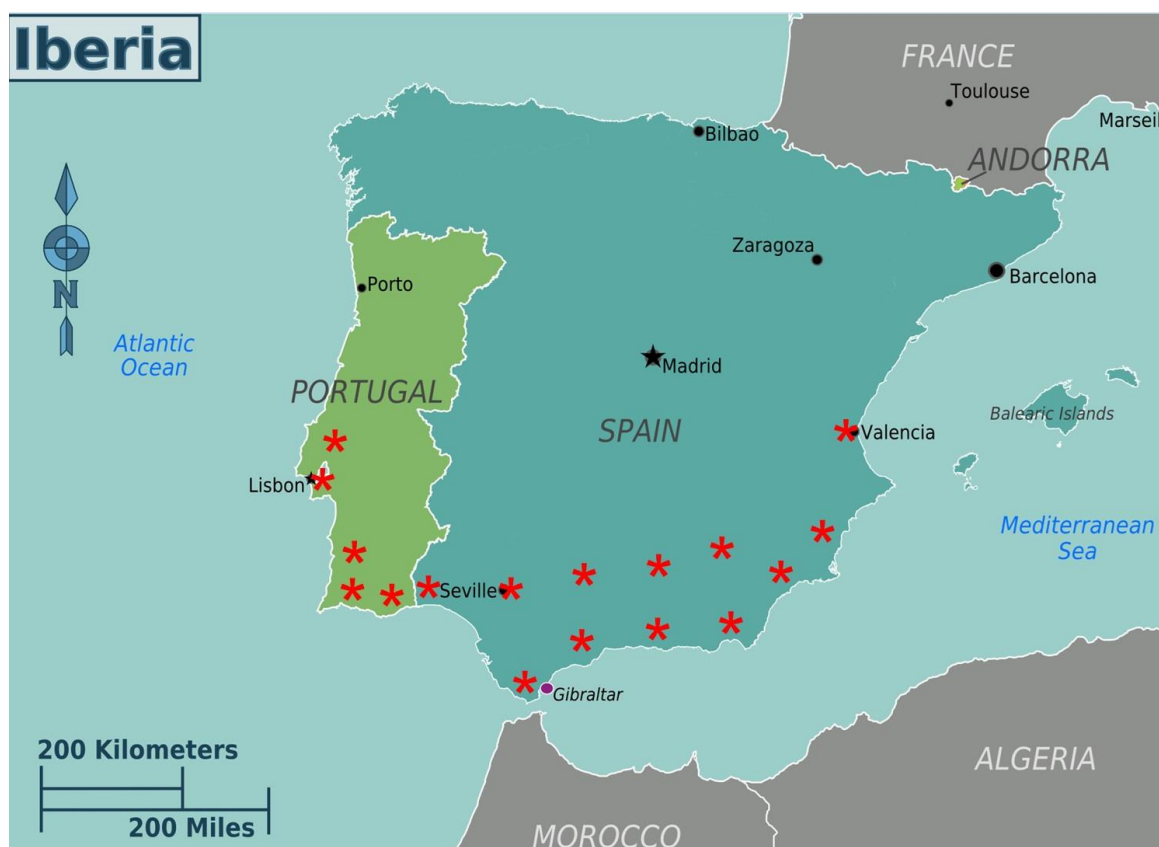 Iberia
FRANCE
Toulouse
Marseil
Bilbao
ANDORRA
Zaragoza
Barcelona
Porto
N
Atlantic
Ocean
Madrid
PORTUGAL
SPAIN
Balearic Islands
Valencia
Lisbon
Mediterranean
Sea
Seville
Gibraltar
200 Kilometers
200 Miles
ALGERIA
MOROCCO